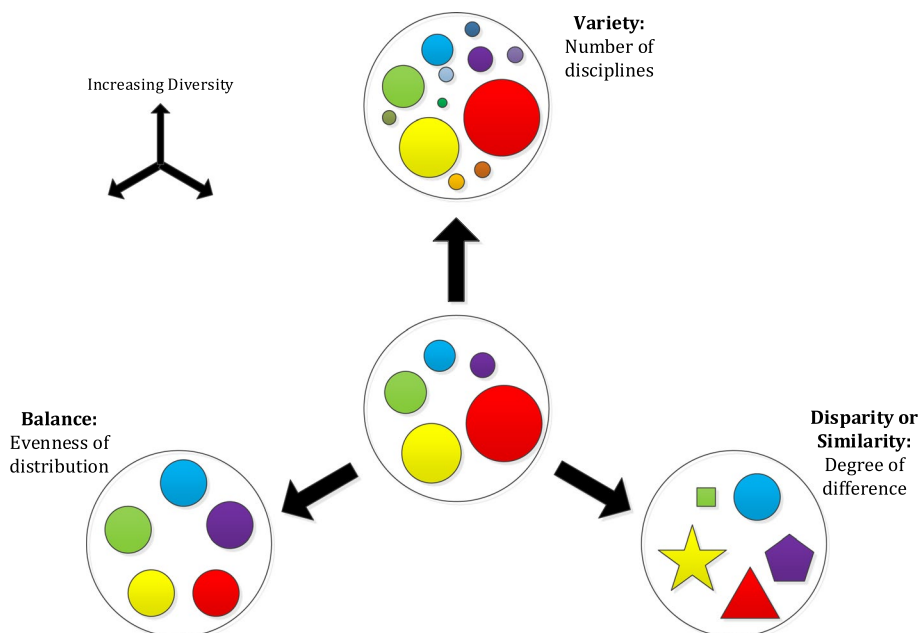 Variety:
Number of
disciplines
Increasing Diversity
Balance:
Evenness of
distribution
Disparity or
Similarity:
Degree of
difference